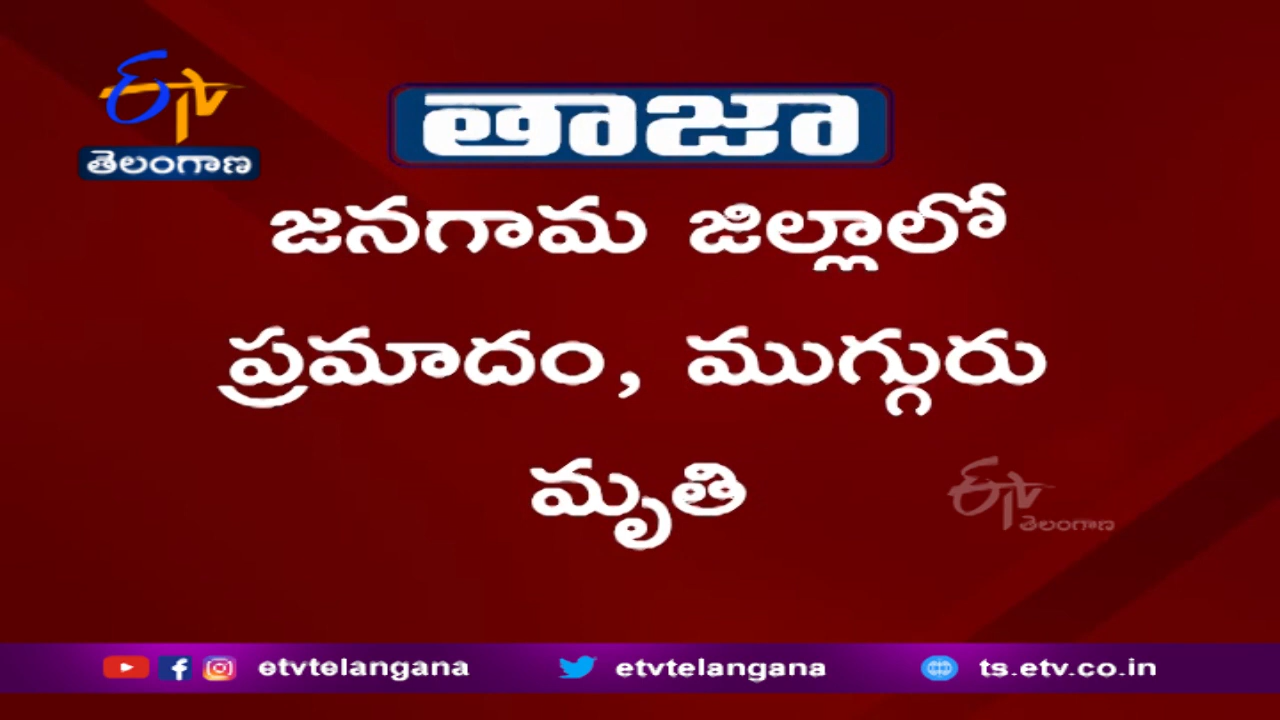 ETV
తెలంగాణ
తాజా
జనగామ జిల్లాలో
ప్రమాదం, ముగ్గురు
మృతి
ETV
తెలంగాణ
etvtelangana etvtelangana ts.etv.co.in